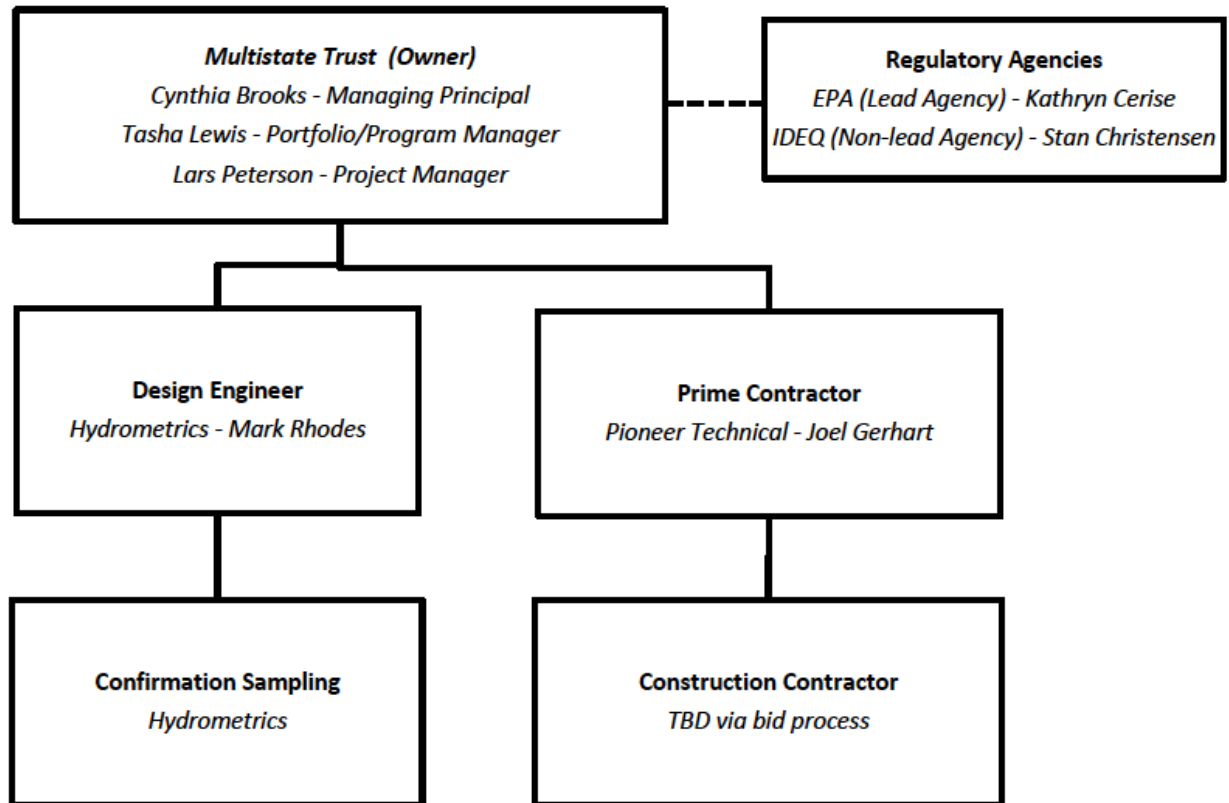 Multistate Trust (Owner)
Cynthia Brooks - Managing Principal
Tasha Lewis - Portfolio/Program Manager
Lars Peterson - Project Manager
Regulatory Agencies
EPA (Lead Agency) - Kathryn Cerise
IDEQ (Non-lead Agency) - Stan Christensen
Design Engineer
Hydrometrics - Mark Rhodes
Prime Contractor
Pioneer Technical - Joel Gerhart
Confirmation Sampling
Hydrometrics
Construction Contractor
TBD via bid process